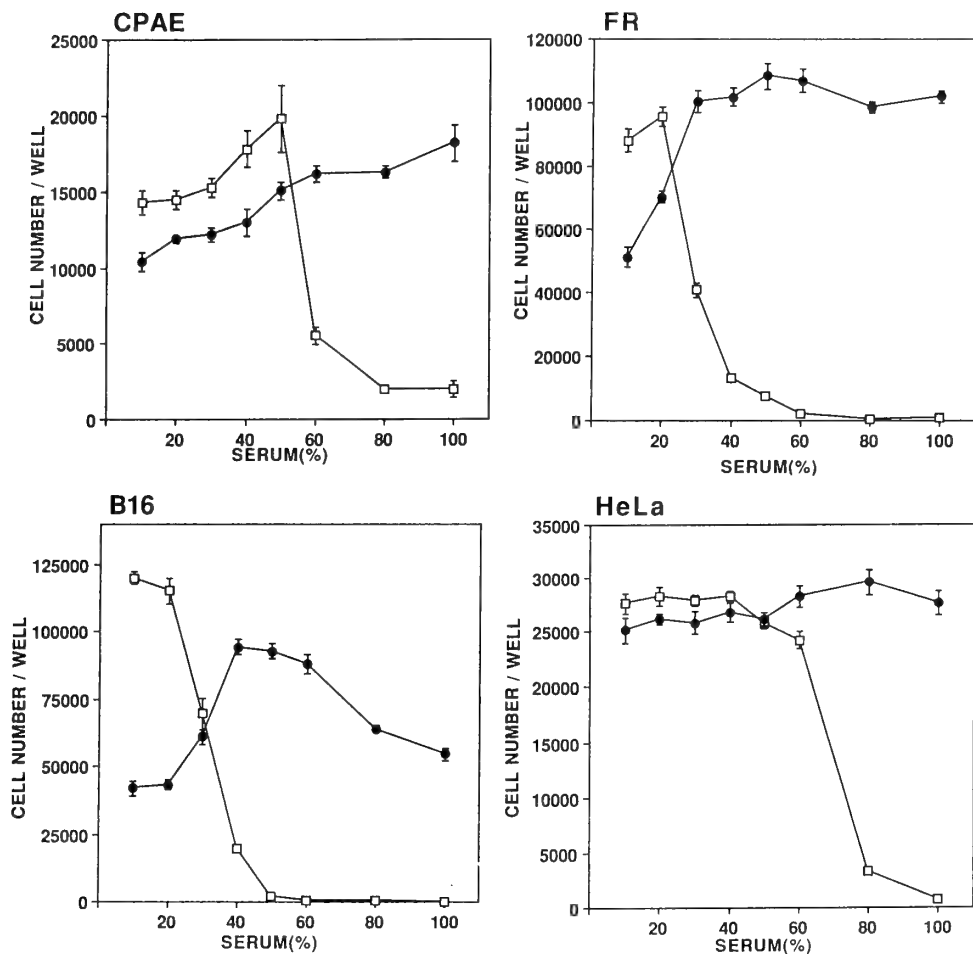 CPAE
25000
20000
15000
10000
5000
0
CELL NUMBER / WELL
20 40 60 80 100
SERUM(%)
FR
120000
100000
80000
60000
40000
20000
0
CELL NUMBER / WELL
20 40 60 80 100
SERUM(%)
B16
125000
100000
75000
50000
25000
0
CELL NUMBER / WELL
20 40 60 80 100
SERUM(%)
HeLa
35000
30000
25000
20000
15000
10000
5000
0
CELL NUMBER / WELL
20 40 60 80 100
SERUM(%)